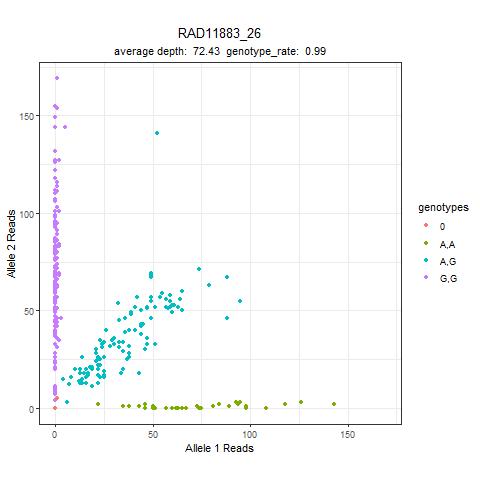 RAD11883_26
average depth:  72.43  genotype_rate:  0.99
Allele 2 Reads
150
100
50
0
0
50
100
150
Allele 1 Reads
genotypes
0
A,A
A,G
G,G